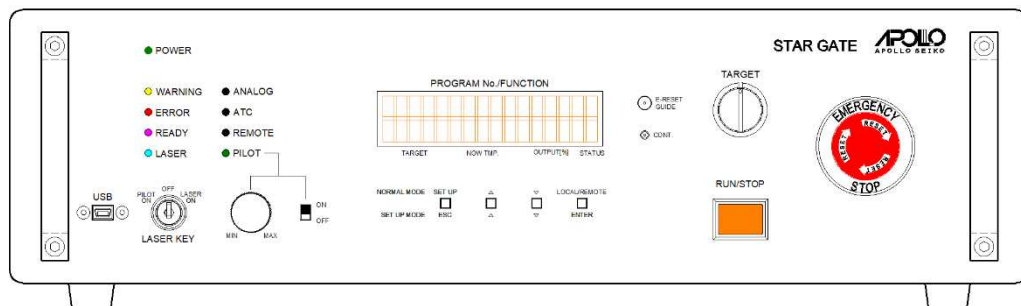 POWER
WARNING
ERROR
READY
LASER
ANALOG
ATC
REMOTE
PILOT
USB
PILOT ON
OFF
LASER ON
LASER KEY
MIN
MAX
ON
OFF
PROGRAM No./FUNCTION
TARGET
NOW TMP.
OUTPUT[%]
STATUS
NORMAL MODE
SET UP
△
▽
LOCAL/REMOTE
SET UP MODE
ESC
△
▽
ENTER
E-RESET
GUIDE
CONT.
STAR GATE
APOLLO
APOLLO SEIKO
TARGET
RUN/STOP
EMERGENCY
RESET
RESET
RESET
STOP